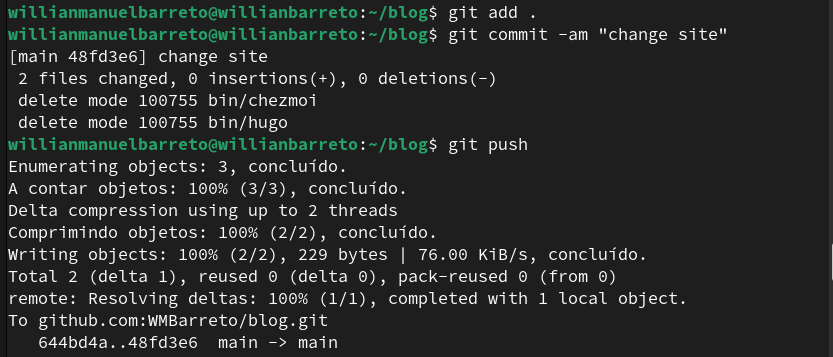 willianmanuelbarreto@willianbarreto:~/blog$ git add .
willianmanuelbarreto@willianbarreto:~/blog$ git commit -am "change site"
[main 48fd3e6] change site
 2 files changed, 0 insertions(+), 0 deletions(-)
 delete mode 100755 bin/chezmoi
 delete mode 100755 bin/hugo
willianmanuelbarreto@willianbarreto:~/blog$ git push
Enumerating objects: 3, concluído.
A contar objetos: 100% (3/3), concluído.
Delta compression using up to 2 threads
Comprimindo objetos: 100% (2/2), concluído.
Writing objects: 100% (2/2), 229 bytes | 76.00 KiB/s, concluído.
Total 2 (delta 1), reused 0 (delta 0), pack-reused 0 (from 0)
remote: Resolving deltas: 100% (1/1), completed with 1 local object.
To github.com:WMBarreto/blog.git
   644bd4a..48fd3e6  main -> main